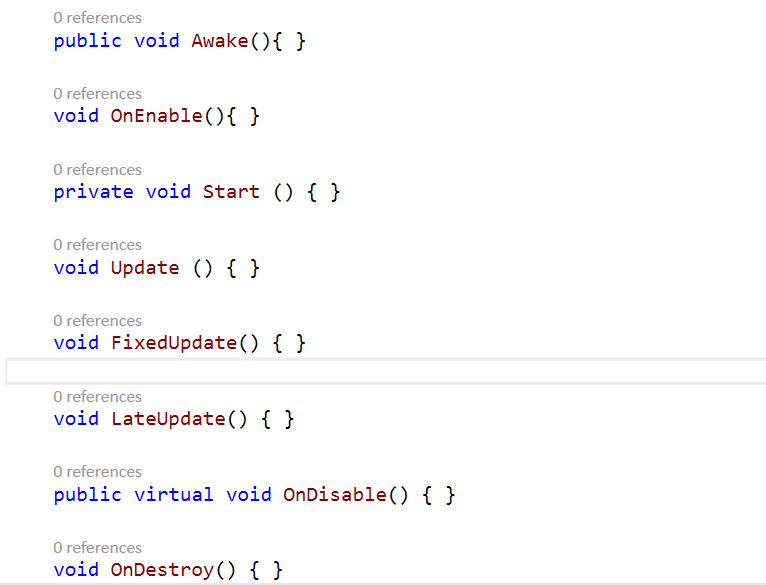 0 references
public void Awake(){ }
0 references
void OnEnable(){ }
0 references
private void Start () { }
0 references
void Update () { }
0 references
void FixedUpdate() { }
0 references
void LateUpdate() { }
0 references
public virtual void OnDisable() { }
0 references
void OnDestroy() { }